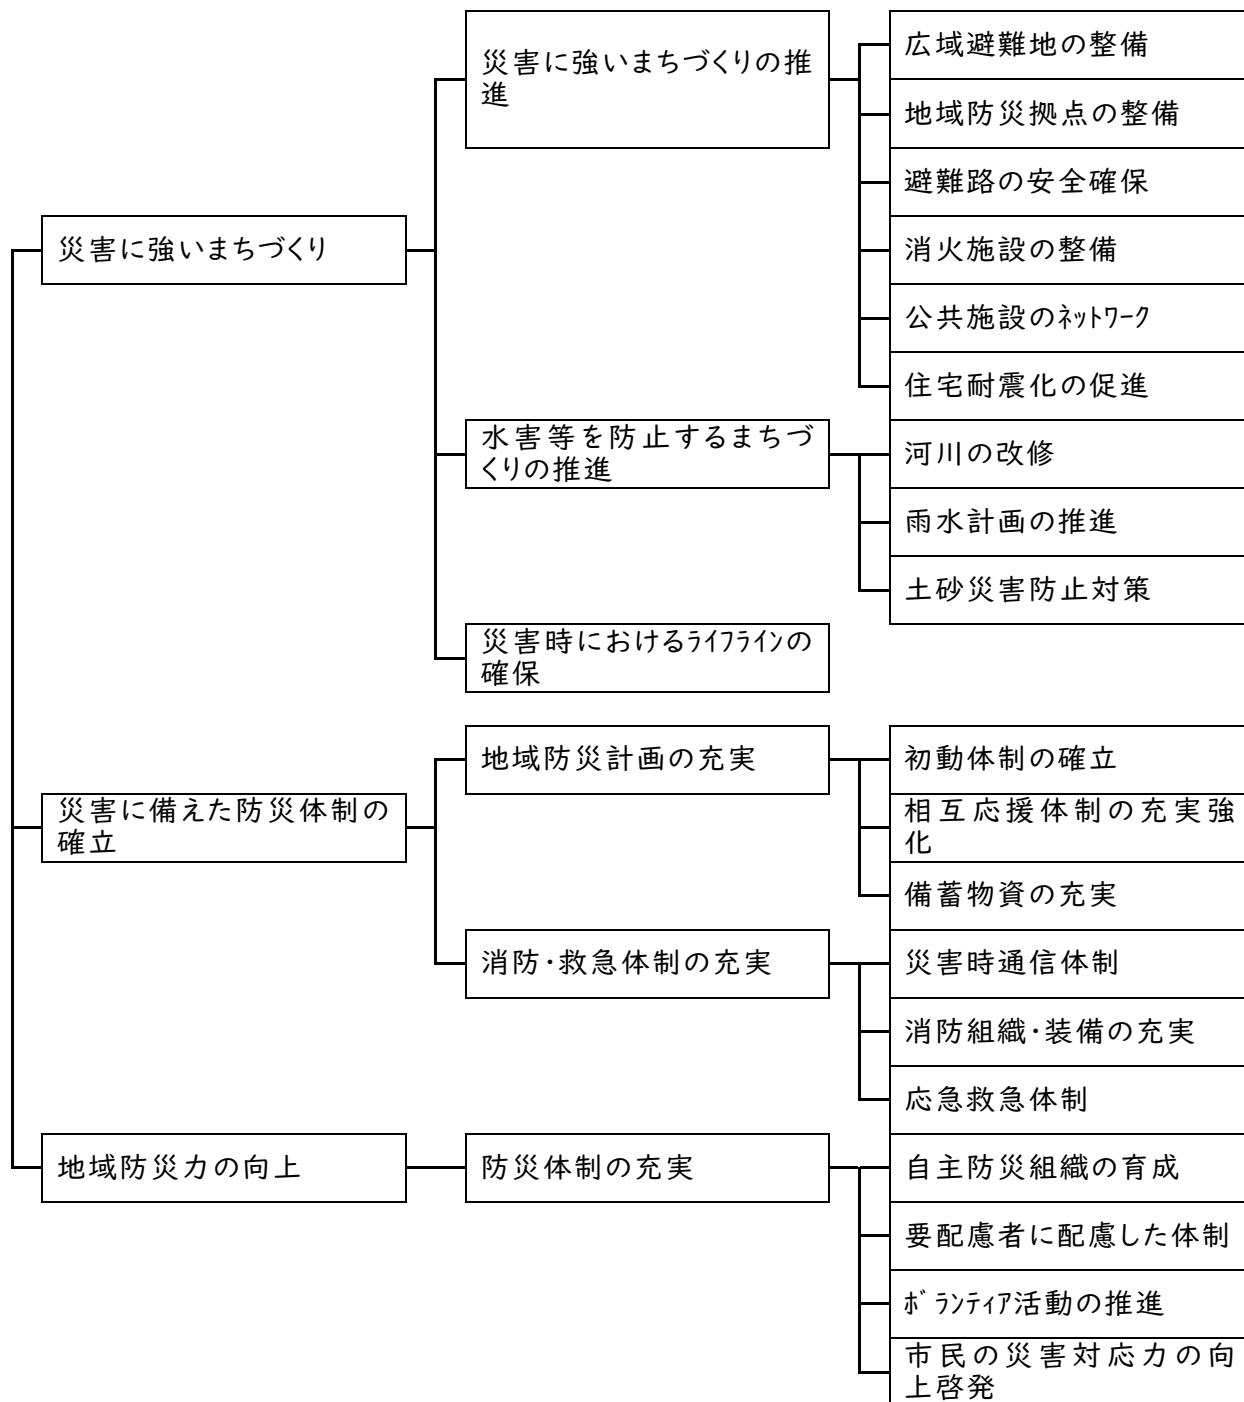 災害に強いまちづくり
災害に強いまちづくりの推
進
広域避難地の整備
地域防災拠点の整備
避難路の安全確保
消火施設の整備
公共施設のﾈｯﾄﾜｰｸ
住宅耐震化の促進
水害等を防止するまちづ
くりの推進
河川の改修
雨水計画の推進
土砂災害防止対策
災害時におけるﾗｲﾌﾗｲﾝの
確保
災害に備えた防災体制の
確立
地域防災計画の充実
初動体制の確立
相互応援体制の充実強
化
備蓄物資の充実
消防・救急体制の充実
災害時通信体制
消防組織・装備の充実
応急救急体制
地域防災力の向上
防災体制の充実
自主防災組織の育成
要配慮者に配慮した体制
ﾎﾞﾗﾝﾃｨｱ活動の推進
市民の災害対応力の向
上啓発